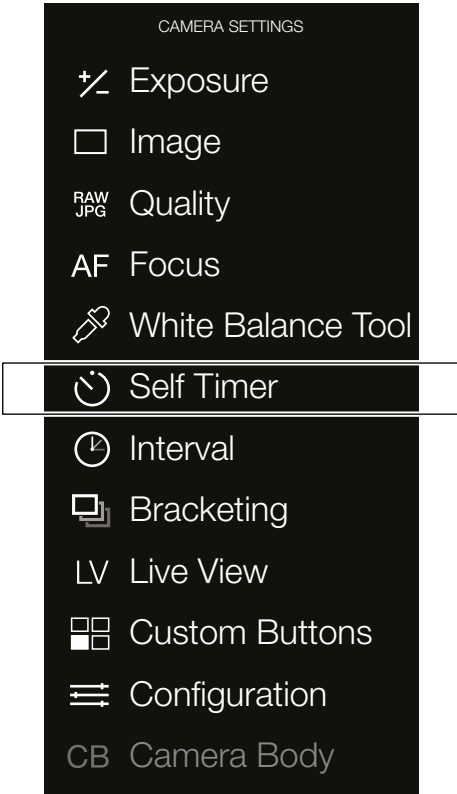 CAMERA SETTINGS
+/- Exposure
Image
RAW JPG Quality
AF Focus
White Balance Tool
Self Timer
Interval
Bracketing
LV Live View
Custom Buttons
Configuration
CB Camera Body